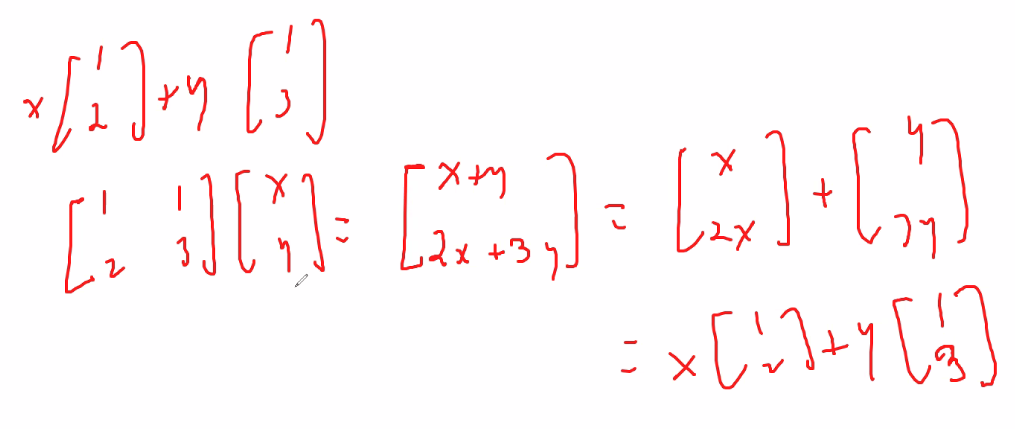 x [1; 2] + y [1; 3]
[1 1; 2 3] [x; y] = [x+y; 2x+3y] = [x; 2x] + [y; 3y]
= x [1; 2] + y [1; 3]